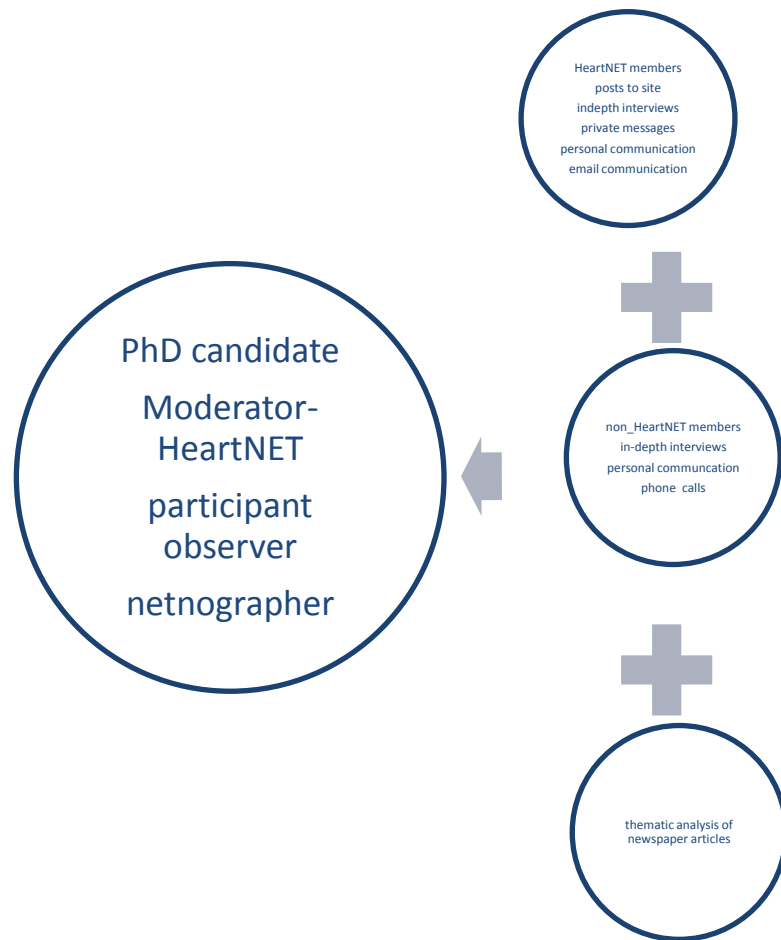 HeartNET members
posts to site
indepth interviews
private messages
personal communication
email communication
PhD candidate
Moderator-
HeartNET
participant
observer
netnographer
non_HeartNET members
in-depth interviews
personal communcation
phone calls
thematic analysis of
newspaper articles